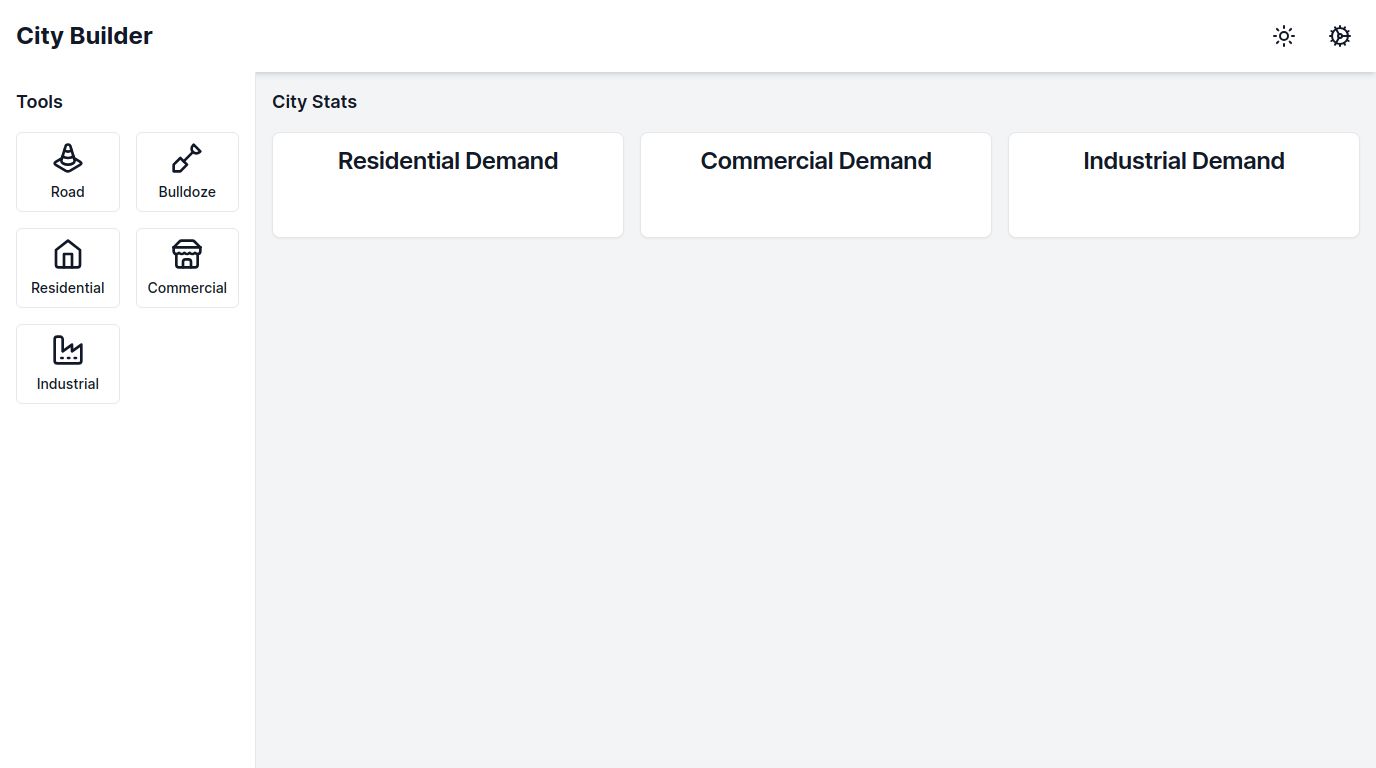 City Builder
Tools
City Stats
Road
Bulldoze
Residential
Commercial
Industrial
Residential Demand
Commercial Demand
Industrial Demand